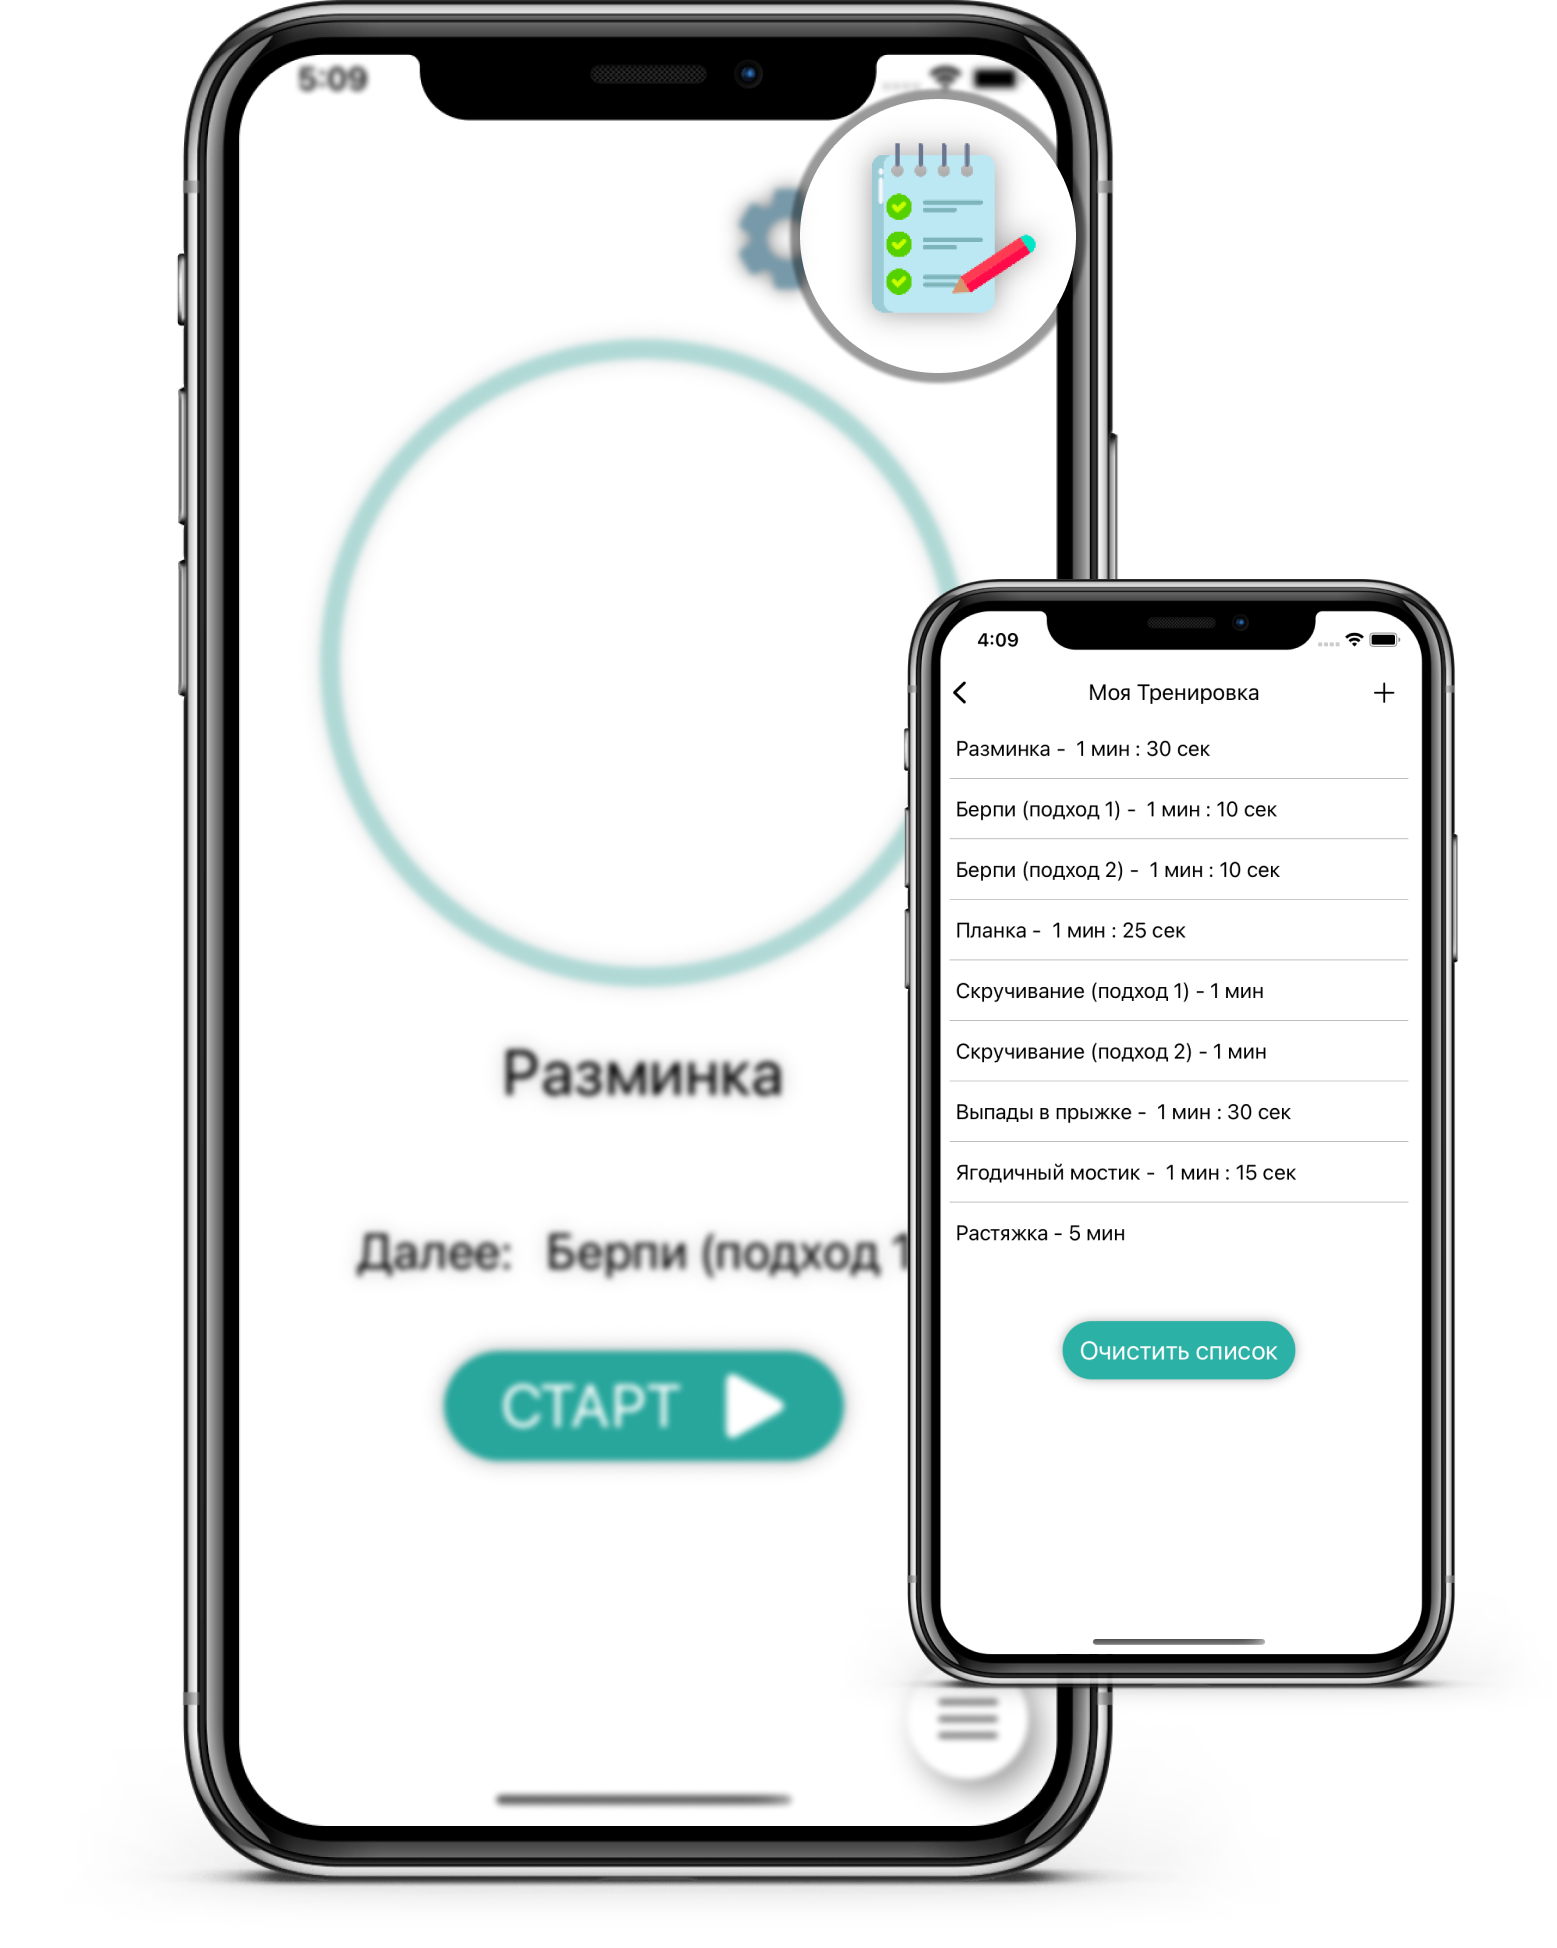 5:09
Разминка
Далее: Берпи (подход 1
СТАРТ
4:09
Моя Тренировка
Разминка - 1 мин : 30 сек
Берпи (подход 1) - 1 мин : 10 сек
Берпи (подход 2) - 1 мин : 10 сек
Планка - 1 мин : 25 сек
Скручивание (подход 1) - 1 мин
Скручивание (подход 2) - 1 мин
Выпады в прыжке - 1 мин : 30 сек
Ягодичный мостик - 1 мин : 15 сек
Растяжка - 5 мин
Очистить список